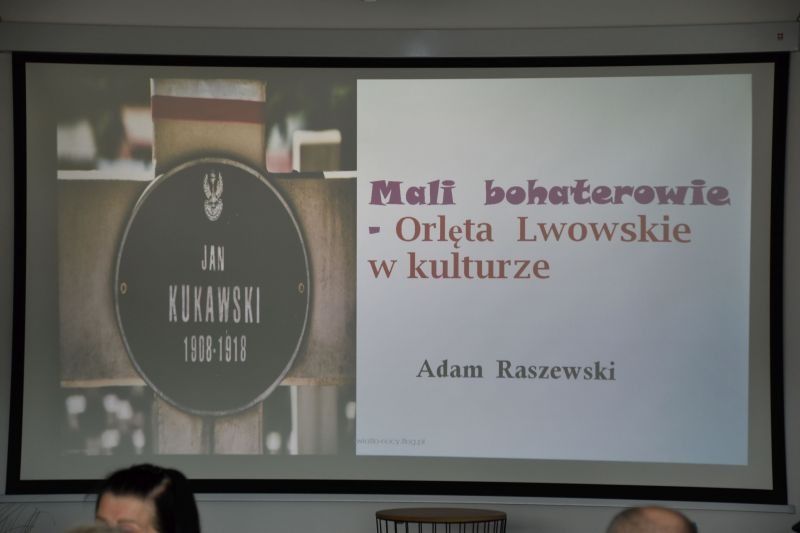 JAN
KUKAWSKI
1908-1918
Mali bohaterowie
- Orlęta Lwowskie
w kulturze
Adam Raszewski